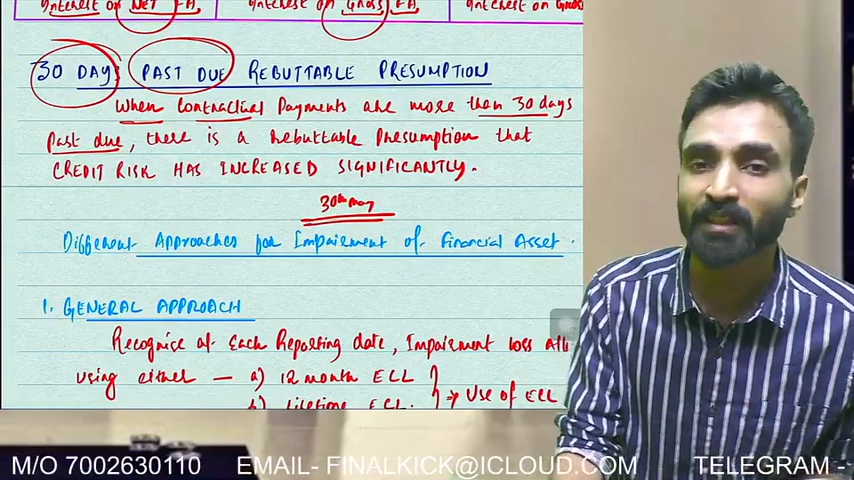 Interest on NET FA
Interest on Gross FA
Interest on Gross
30 DAYS PAST DUE REBUTTABLE PRESUMPTION
When Contractual Payments are more than 30 days
Past due, there is a Rebuttable Presumption that
CREDIT RISK HAS INCREASED SIGNIFICANTLY.
30th may
Different Approaches for Impairment of Financial Asset.
1. GENERAL APPROACH
Recognise at Each Reporting date, Impairment loss
using either — a) 12 month ECL
b) Lifetime ECL. → Use of ECL
M/O 7002630110 EMAIL- FINALKICK@ICLOUD.COM TELEGRAM -